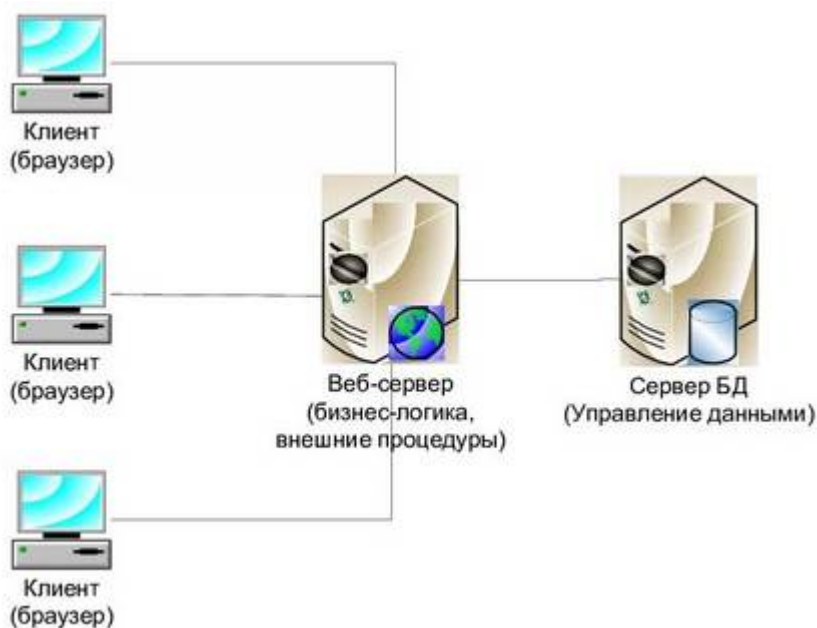 Клиент
(браузер)
Клиент
(браузер)
Веб-сервер
(бизнес-логика,
внешние процедуры)
Сервер БД
(Управление данными)
Клиент
(браузер)